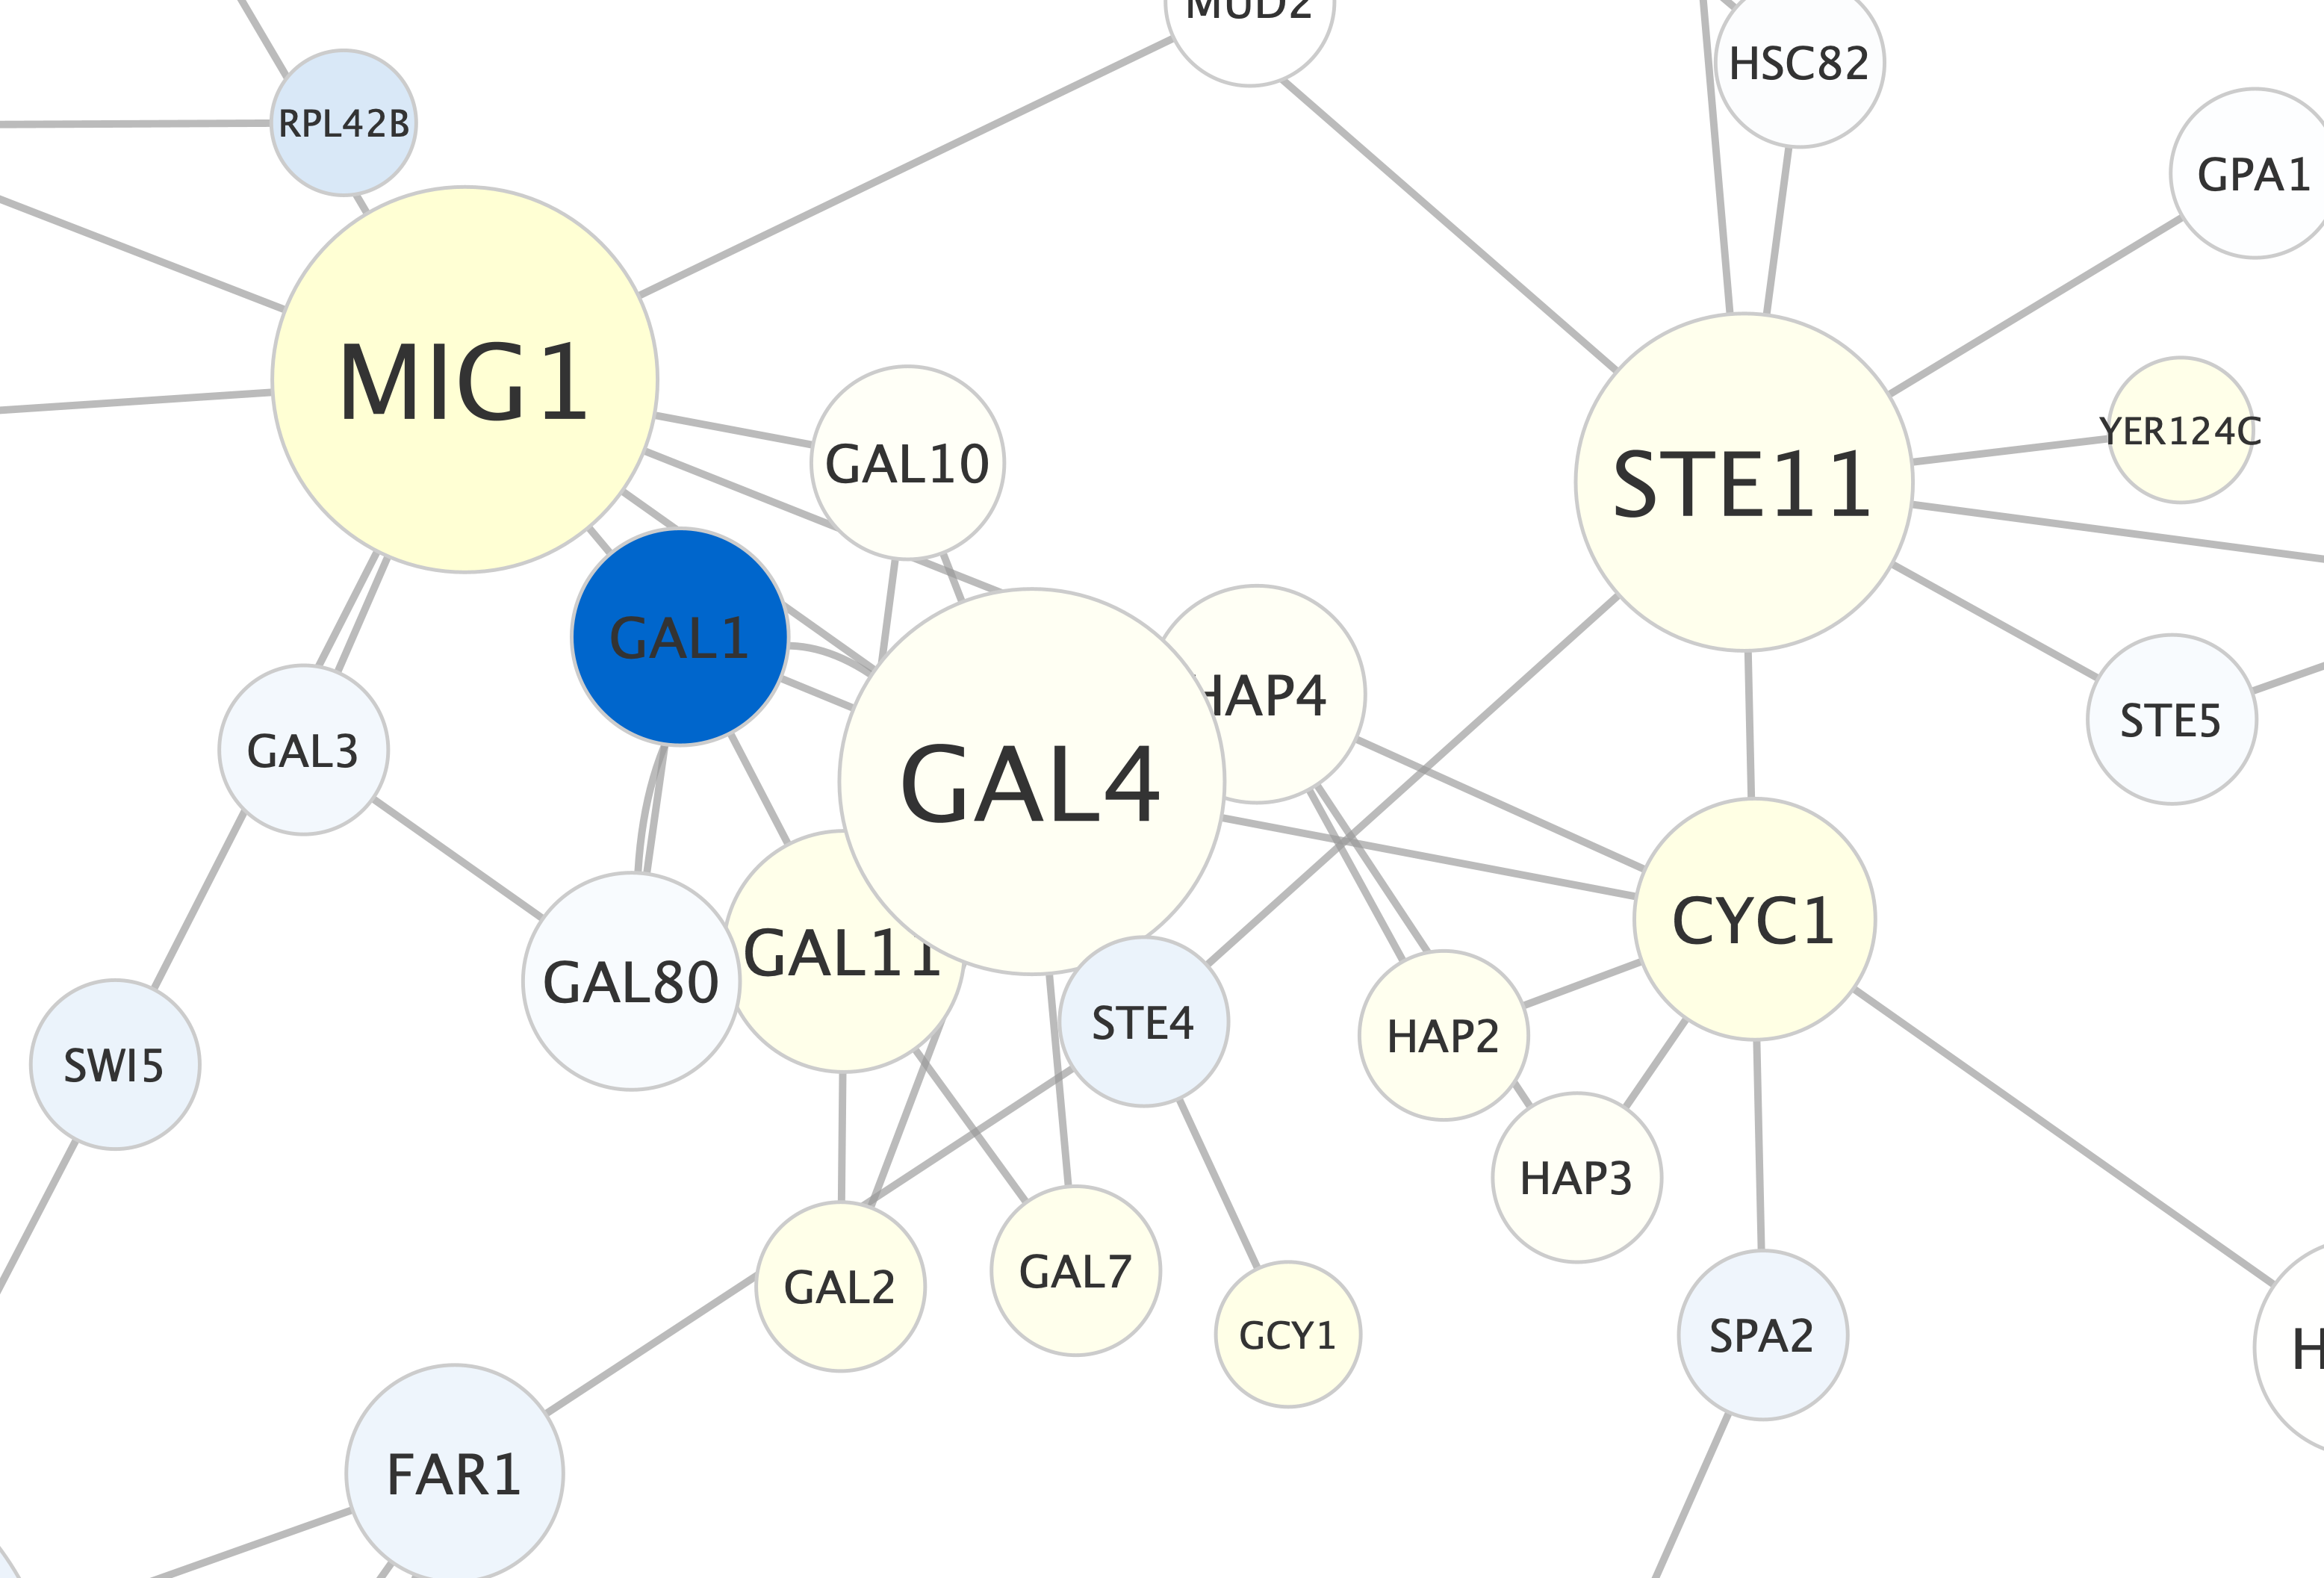 MUD2
HSC82
RPL42B
GPA1
MIG1
YER124C
GAL10
STE11
GAL1
HAP4
STE5
GAL3
GAL4
CYC1
GAL11
GAL80
STE4
HAP2
SWI5
HAP3
GAL7
GAL2
GCY1
SPA2
FAR1